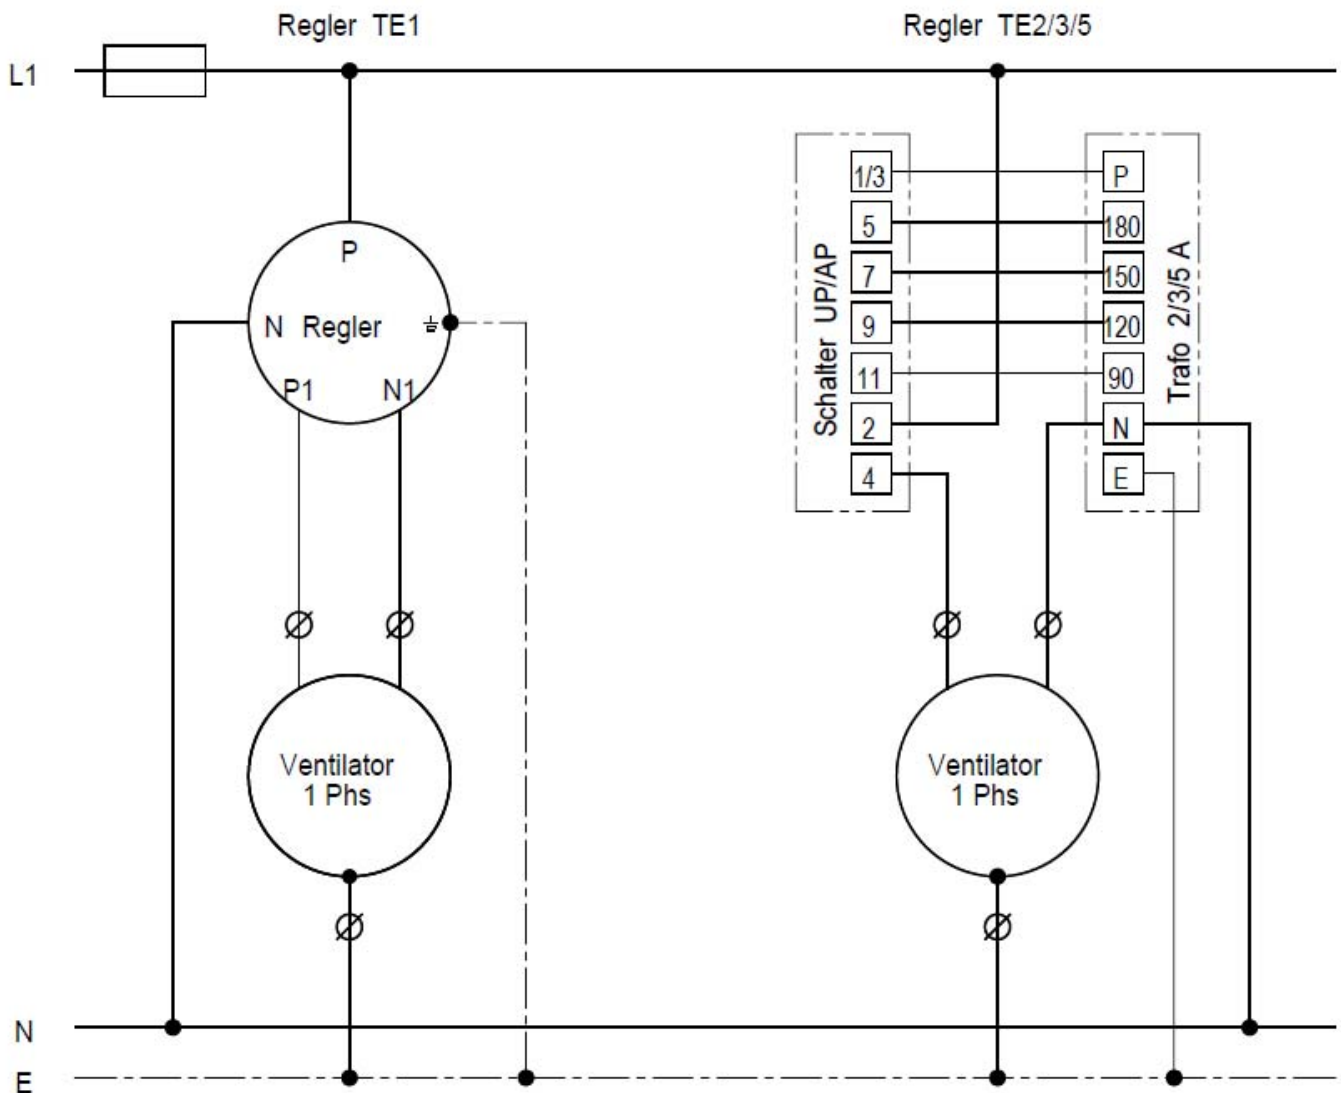 Regler TE1
Regler TE2/3/5
L1
P
N Regler
P1
N1
Ventilator
1 Phs
Schalter UP/AP
1/3
5
7
9
11
2
4
P
180
150
120
90
N
E
Trafo 2/3/5 A
Ventilator
1 Phs
N
E